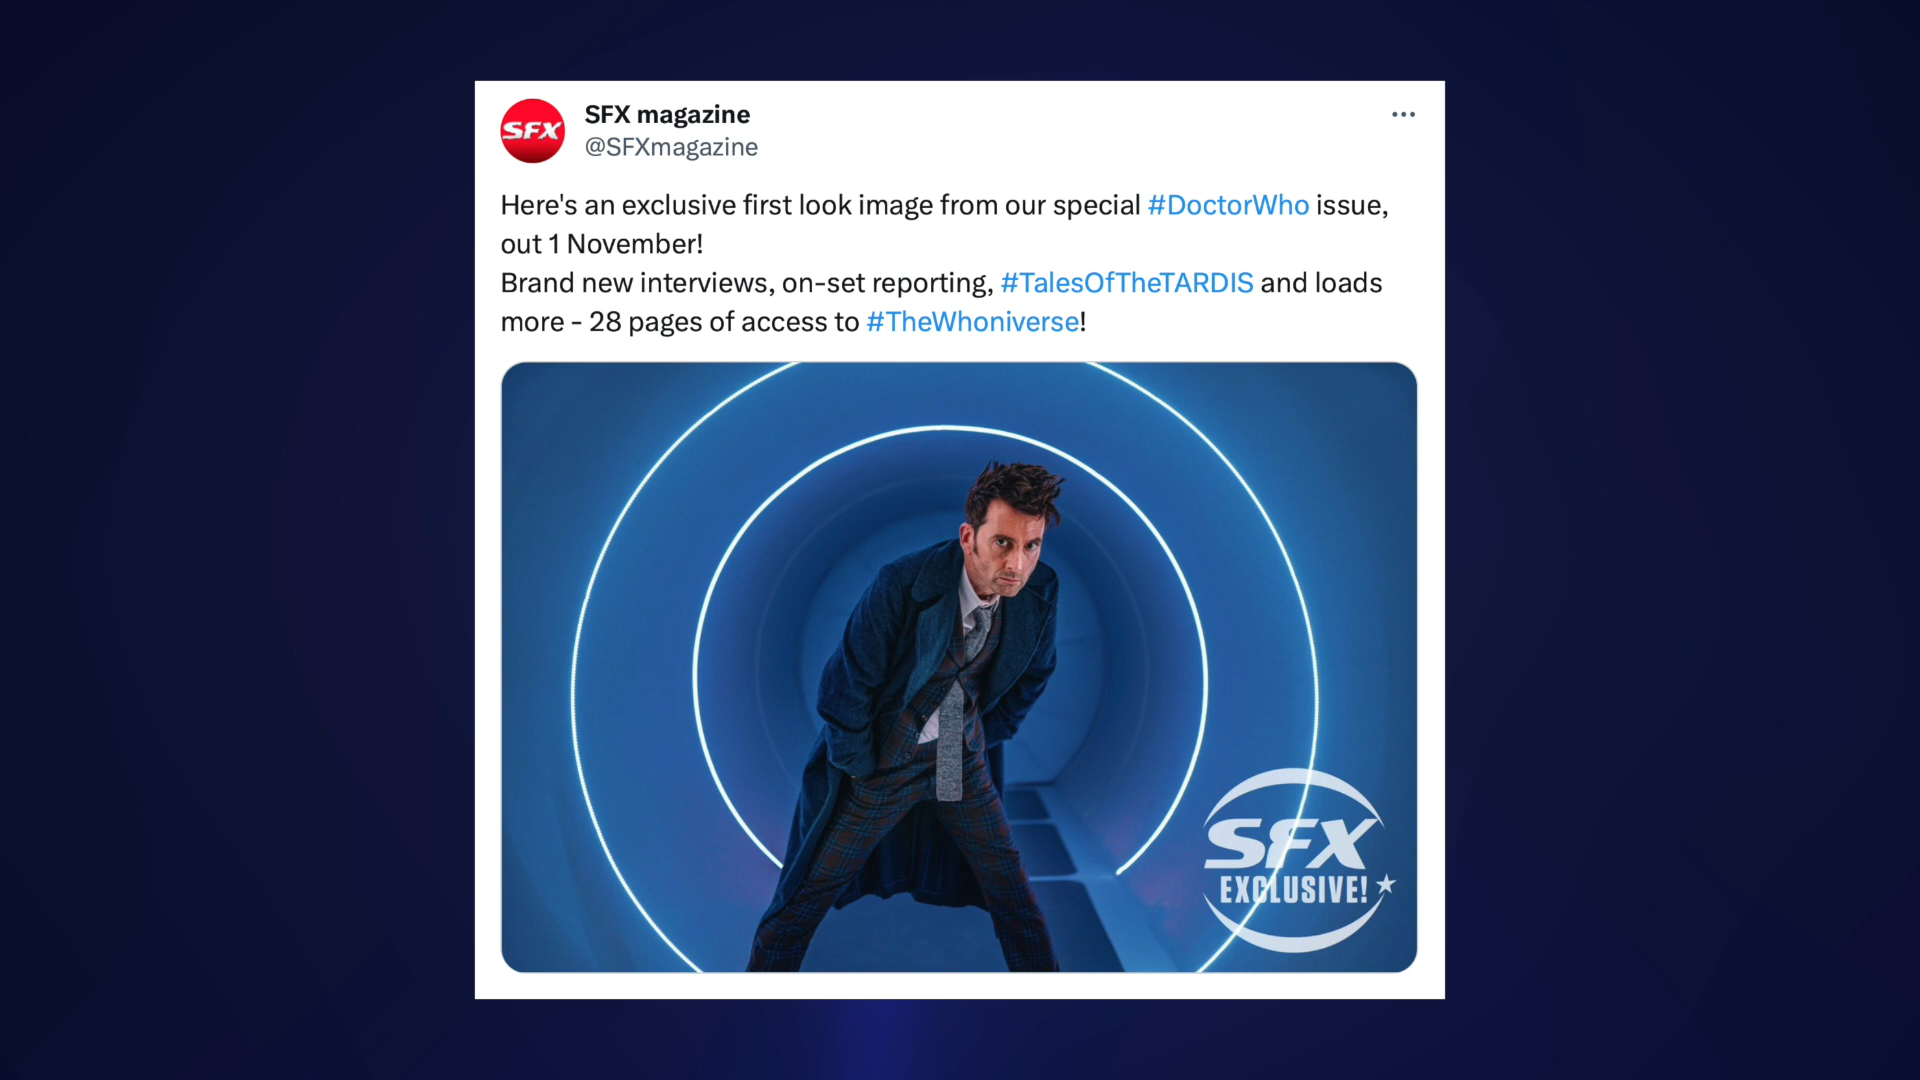 SFX
SFX magazine
@SFXmagazine
Here's an exclusive first look image from our special #DoctorWho issue,
out 1 November!
Brand new interviews, on-set reporting, #TalesOfTheTARDIS and loads
more - 28 pages of access to #TheWhoniverse!
SFX
EXCLUSIVE!